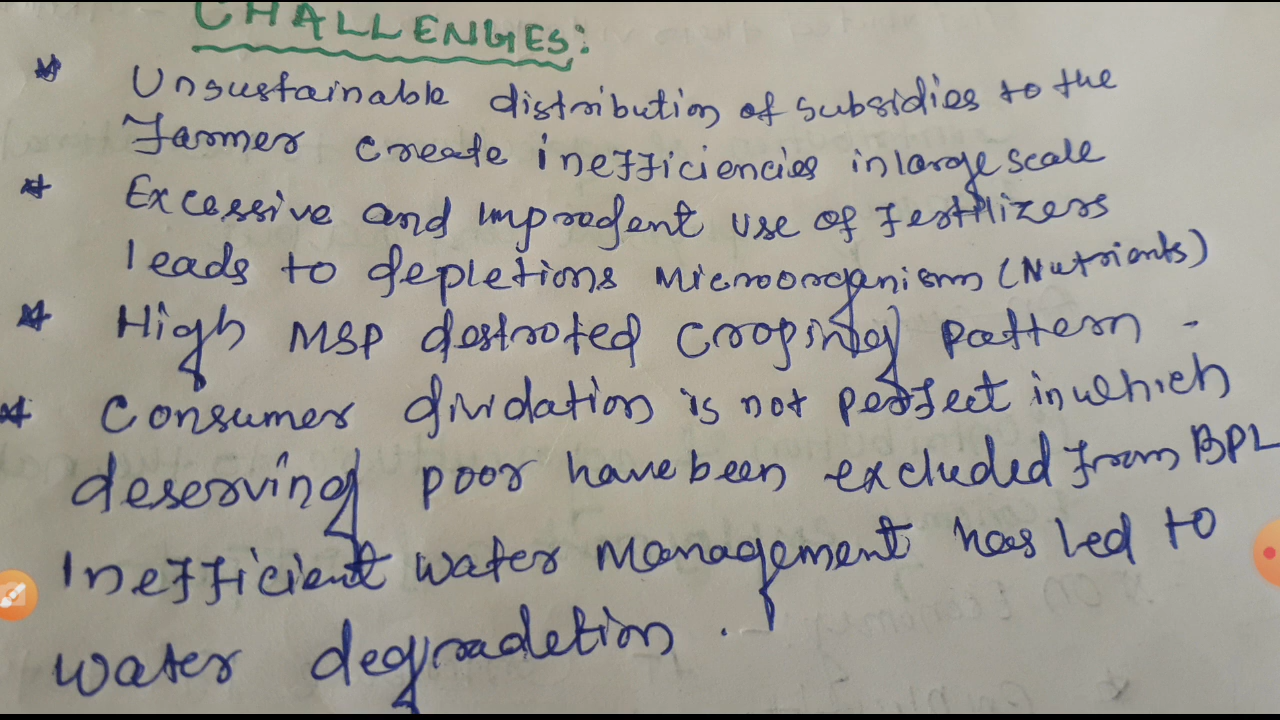 CHALLENGES:
* Unsustainable distribution of subsidies to the
farmer create inefficiencies in large scale
* Excessive and imprudent use of fertilizers
leads to depletions microorganism (Nutrients)
* High MSP destroted croping pattern.
* Consumer dividation is not perfect in which
deserving poor have been excluded from BPL
Inefficient water management has led to
water degradetion.